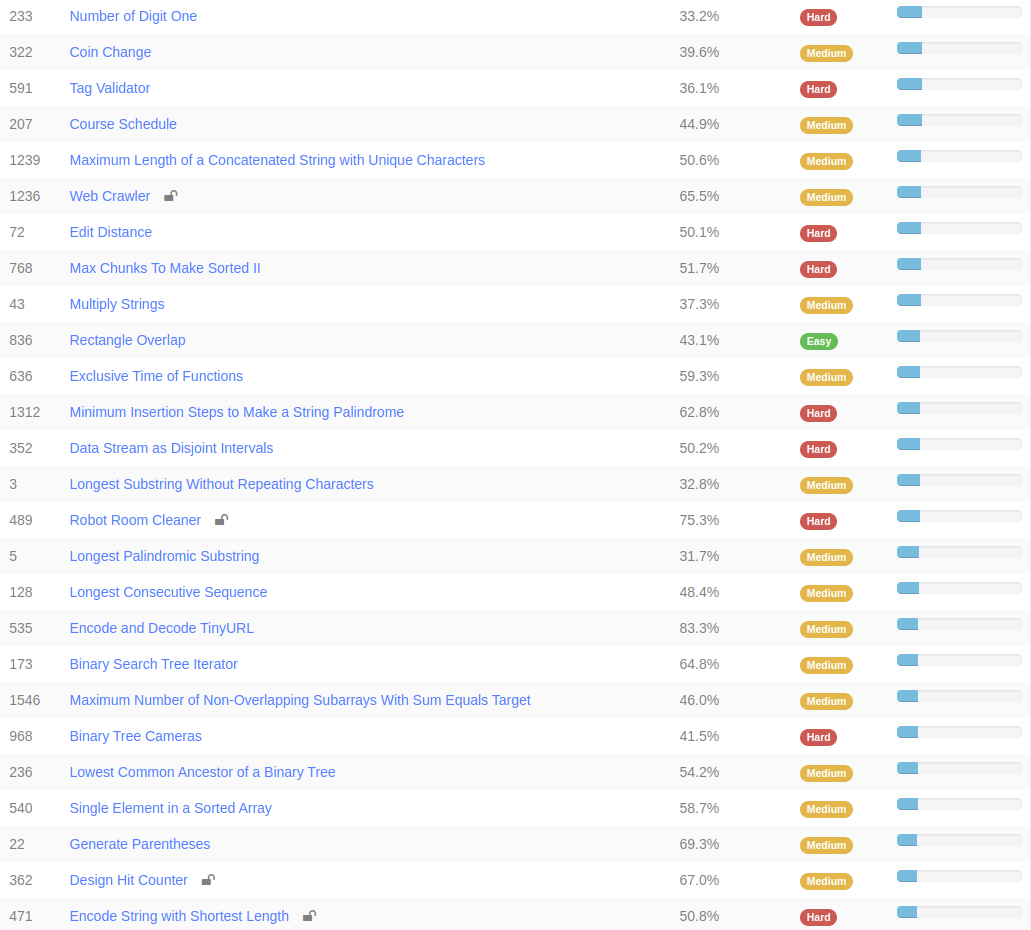 233 Number of Digit One 33.2% Hard
322 Coin Change 39.6% Medium
591 Tag Validator 36.1% Hard
207 Course Schedule 44.9% Medium
1239 Maximum Length of a Concatenated String with Unique Characters 50.6% Medium
1236 Web Crawler 65.5% Medium
72 Edit Distance 50.1% Hard
768 Max Chunks To Make Sorted II 51.7% Hard
43 Multiply Strings 37.3% Medium
836 Rectangle Overlap 43.1% Easy
636 Exclusive Time of Functions 59.3% Medium
1312 Minimum Insertion Steps to Make a String Palindrome 62.8% Hard
352 Data Stream as Disjoint Intervals 50.2% Hard
3 Longest Substring Without Repeating Characters 32.8% Medium
489 Robot Room Cleaner 75.3% Hard
5 Longest Palindromic Substring 31.7% Medium
128 Longest Consecutive Sequence 48.4% Medium
535 Encode and Decode TinyURL 83.3% Medium
173 Binary Search Tree Iterator 64.8% Medium
1546 Maximum Number of Non-Overlapping Subarrays With Sum Equals Target 46.0% Medium
968 Binary Tree Cameras 41.5% Hard
236 Lowest Common Ancestor of a Binary Tree 54.2% Medium
540 Single Element in a Sorted Array 58.7% Medium
22 Generate Parentheses 69.3% Medium
362 Design Hit Counter 67.0% Medium
471 Encode String with Shortest Length 50.8% Hard